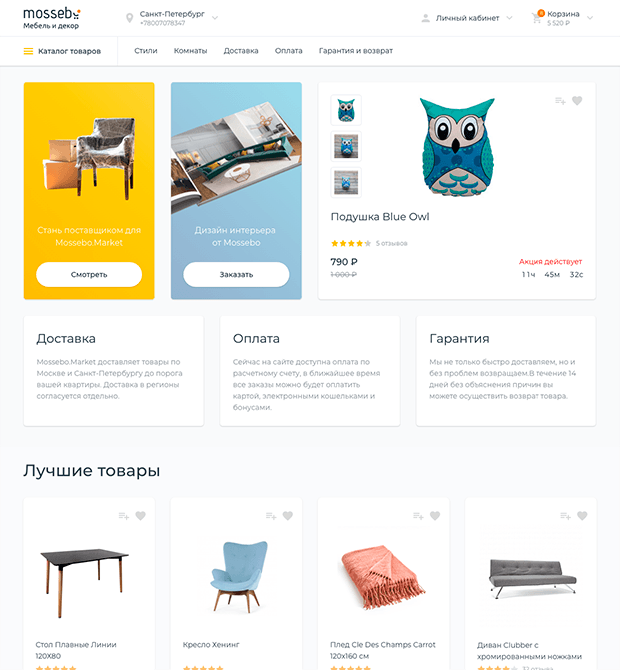 mossebo
Мебель и декор
Санкт-Петербург
+78007078347
Личный кабинет
8
Корзина
5 520 ₽
Каталог товаров
Стили
Комнаты
Доставка
Оплата
Гарантия и возврат
Стань поставщиком для
Mossebo.Market
Смотреть
Дизайн интерьера
от Mossebo
Заказать
Подушка Blue Owl
5 отзывов
790 ₽
1 000 ₽
Акция действует
11ч 45м 32с
Доставка
Mossebo.Market доставляет товары по
Москве и Санкт-Петербургу до порога
вашей квартиры. Доставка в регионы
согласуется отдельно.
Оплата
Сейчас на сайте доступна оплата по
расчетному счету, в ближайшее время
все заказы можно будет оплатить
картой, электронными кошельками и
бонусами.
Гарантия
Мы не только быстро доставляем, но и
без проблем возвращаем.В течение 14
дней без объяснения причин вы
можете осуществить возврат товара.
Лучшие товары
Стол Плавные Линии
120X80
Кресло Хенинг
Плед Cle Des Champs Carrot
120x160 см
Диван Clubber с
хромированными ножками